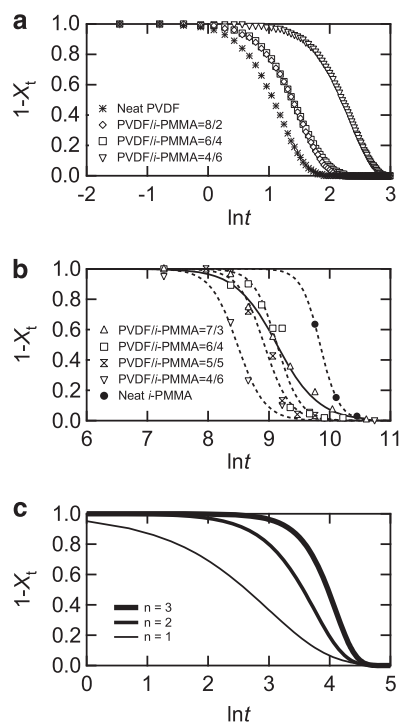 a
1-Xt
1.0
0.8
0.6
0.4
0.2
0.0
Neat PVDF
PVDF/i-PMMA=8/2
PVDF/i-PMMA=6/4
PVDF/i-PMMA=4/6
-2 -1 0 1 2 3
lnt
b
1-Xt
1.0
0.8
0.6
0.4
0.2
0.0
PVDF/i-PMMA=7/3
PVDF/i-PMMA=6/4
PVDF/i-PMMA=5/5
PVDF/i-PMMA=4/6
Neat i-PMMA
6 7 8 9 10 11
lnt
c
1-Xt
1.0
0.8
0.6
0.4
0.2
0.0
n = 3
n = 2
n = 1
0 1 2 3 4 5
lnt